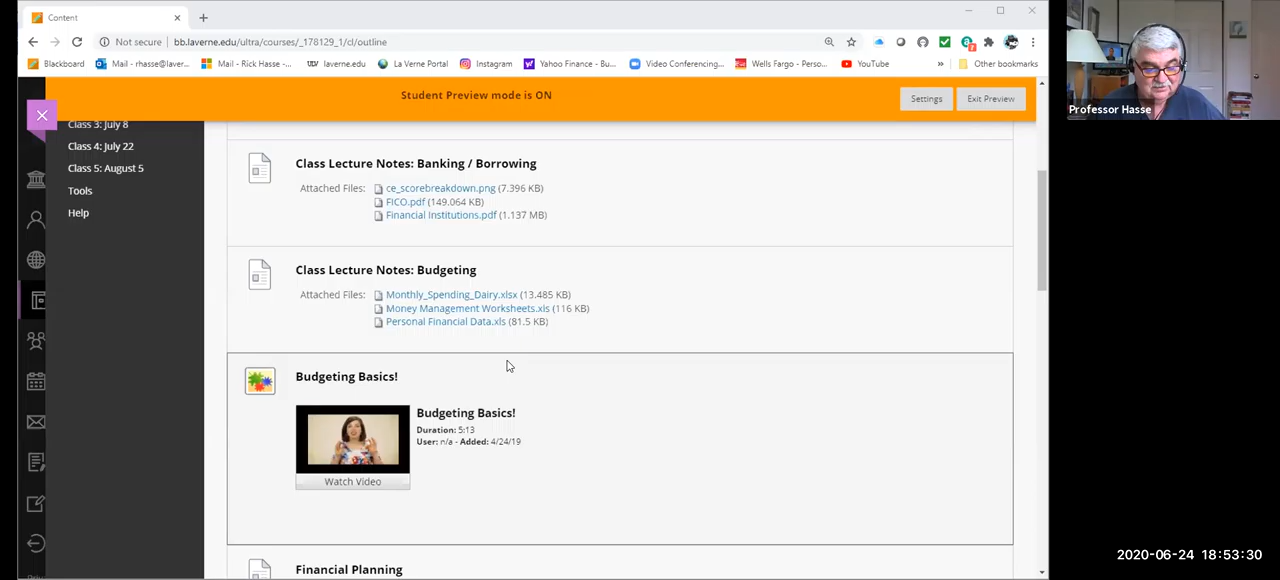 Content
Not secure | bb.laverne.edu/ultra/courses/_178129_1/cl/outline
Blackboard
Mail - rhasse@laver...
Mail - Rick Hasse -...
laverne.edu
La Verne Portal
Instagram
Yahoo Finance - Bu...
Video Conferencing...
Wells Fargo - Perso...
YouTube
» Other bookmarks
Student Preview mode is ON
Settings
Exit Preview
Professor Hasse
Class 3: July 8
Class 4: July 22
Class 5: August 5
Tools
Help
Class Lecture Notes: Banking / Borrowing
Attached Files: ce_scorebreakdown.png (7.396 KB)
FICO.pdf (149.064 KB)
Financial Institutions.pdf (1.137 MB)
Class Lecture Notes: Budgeting
Attached Files: Monthly_Spending_Dairy.xlsx (13.485 KB)
Money Management Worksheets.xls (116 KB)
Personal Financial Data.xls (81.5 KB)
Budgeting Basics!
Budgeting Basics!
Duration: 5:13
User: n/a - Added: 4/24/19
Watch Video
Financial Planning
2020-06-24 18:53:30